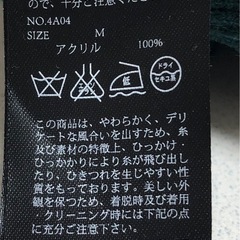 ので、十分ご注意ください
NO.4A04
SIZE M
アクリル 100%
ドライ
セキユ系
この商品は、やわらかく、デリ
ケートな風合いを出すため、糸
及び素材の特徴上、ひっかけ・
ひっかかりにより糸が飛び出し
たり、ひきつれを生じやすい性
質をもっております。美しい外
観を保つため、着脱時及び着用
・クリーニング時には下記の点
に充分ご注意ください。